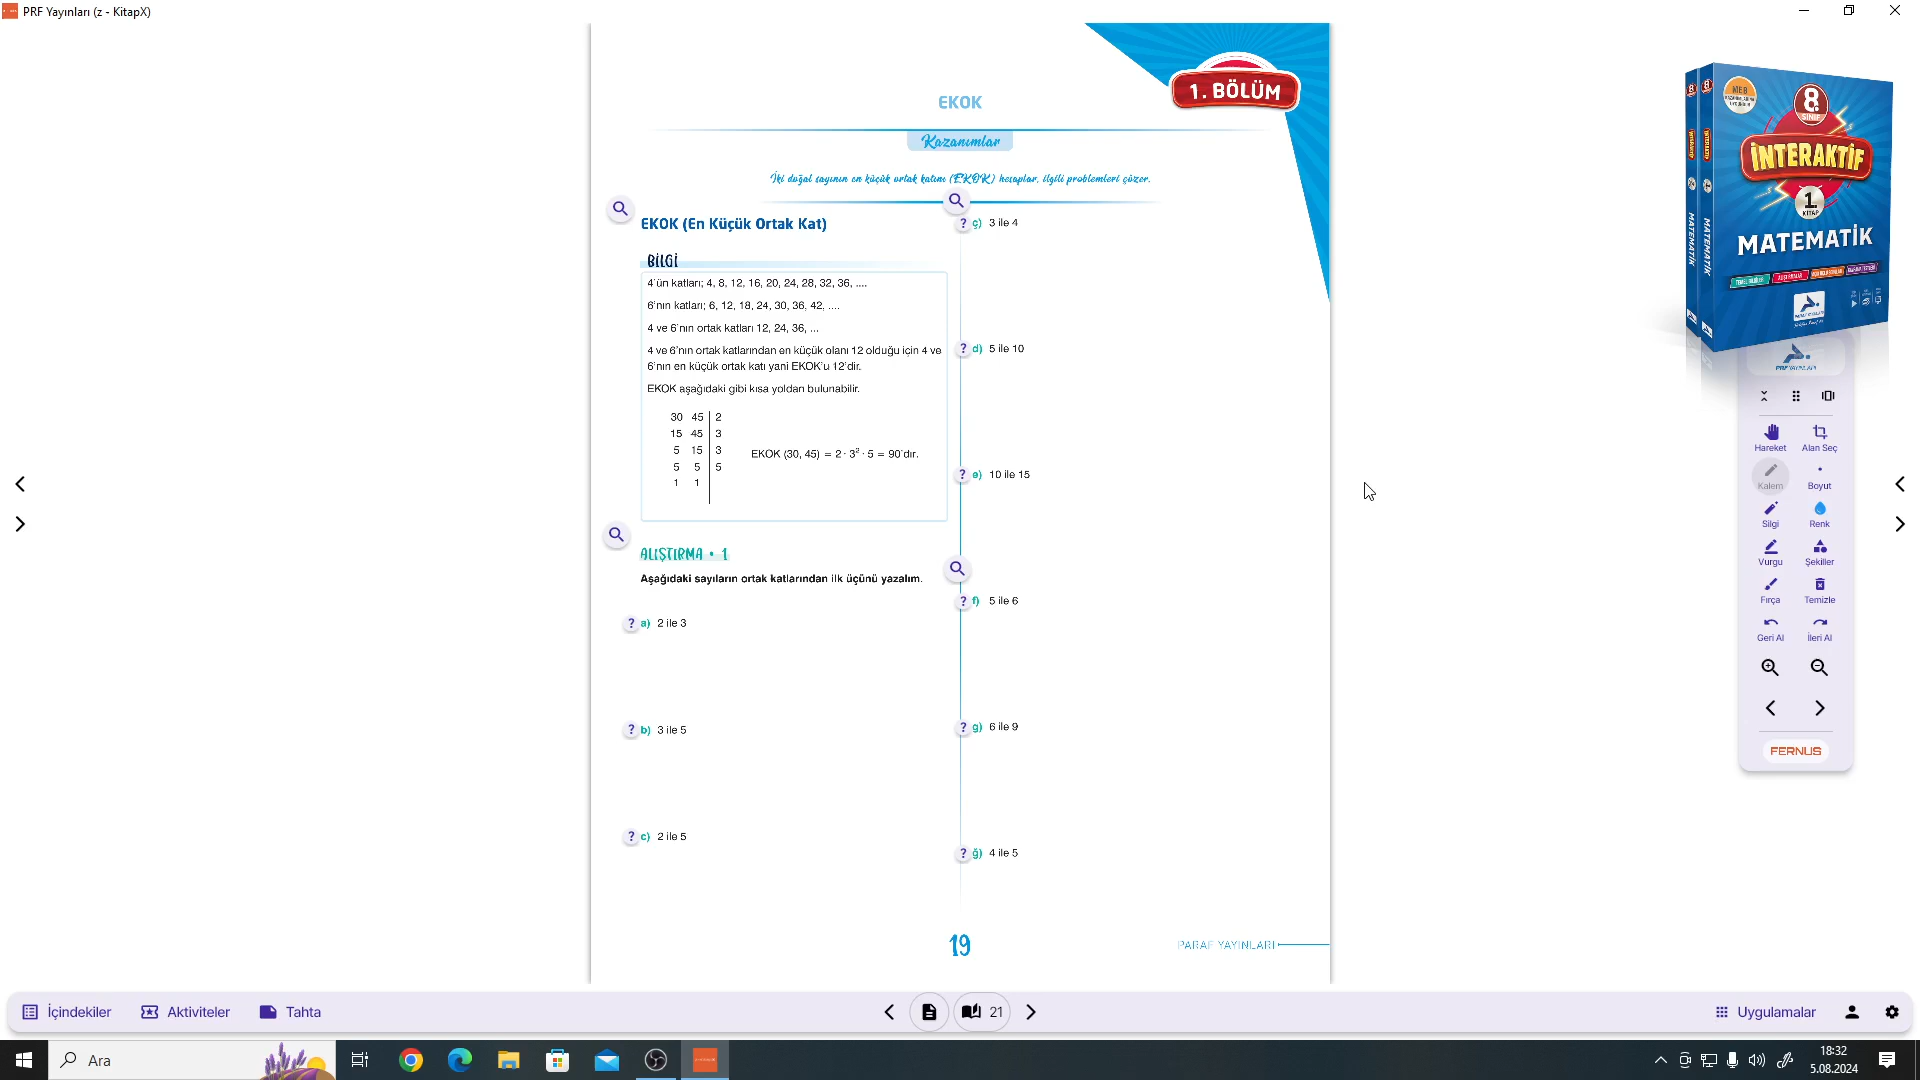 PRF Yayınları (z - KitapX)
1. BÖLÜM
EKOK
Kazanımlar
İki doğal sayının en küçük ortak katını (EKOK) hesaplar, ilgili problemleri çözer.
EKOK (En Küçük Ortak Kat)
BİLGİ
4'ün katları; 4, 8, 12, 16, 20, 24, 28, 32, 36, ....
6'nın katları; 6, 12, 18, 24, 30, 36, 42, ....
4 ve 6'nın ortak katları 12, 24, 36, ...
4 ve 6'nın ortak katlarından en küçük olanı 12 olduğu için 4 ve
6'nın en küçük ortak katı yani EKOK'u 12'dir.
EKOK aşağıdaki gibi kısa yoldan bulunabilir.
30 45 2
15 45 3
5 15 3
5 5 5
1 1
EKOK (30, 45) = 2 · 3² · 5 = 90'dır.
ALIŞTIRMA • 1
Aşağıdaki sayıların ortak katlarından ilk üçünü yazalım.
? a) 2 ile 3
? b) 3 ile 5
? c) 2 ile 5
? ç) 3 ile 4
? d) 5 ile 10
? e) 10 ile 15
? f) 5 ile 6
? g) 6 ile 9
? ğ) 4 ile 5
19
PARAF YAYINLARI
8.
SINIF
İNTERAKTİF
1.
KİTAP
MATEMATİK
MATEMATİK
MATEMATİK
PRF YAYINLARI
Hareket
Alan Seç
Kalem
Boyut
Silgi
Renk
Vurgu
Şekiller
Fırça
Temizle
Geri Al
İleri Al
FERNUS
İçindekiler
Aktiviteler
Tahta
21
Uygulamalar
Ara
18:32
5.08.2024